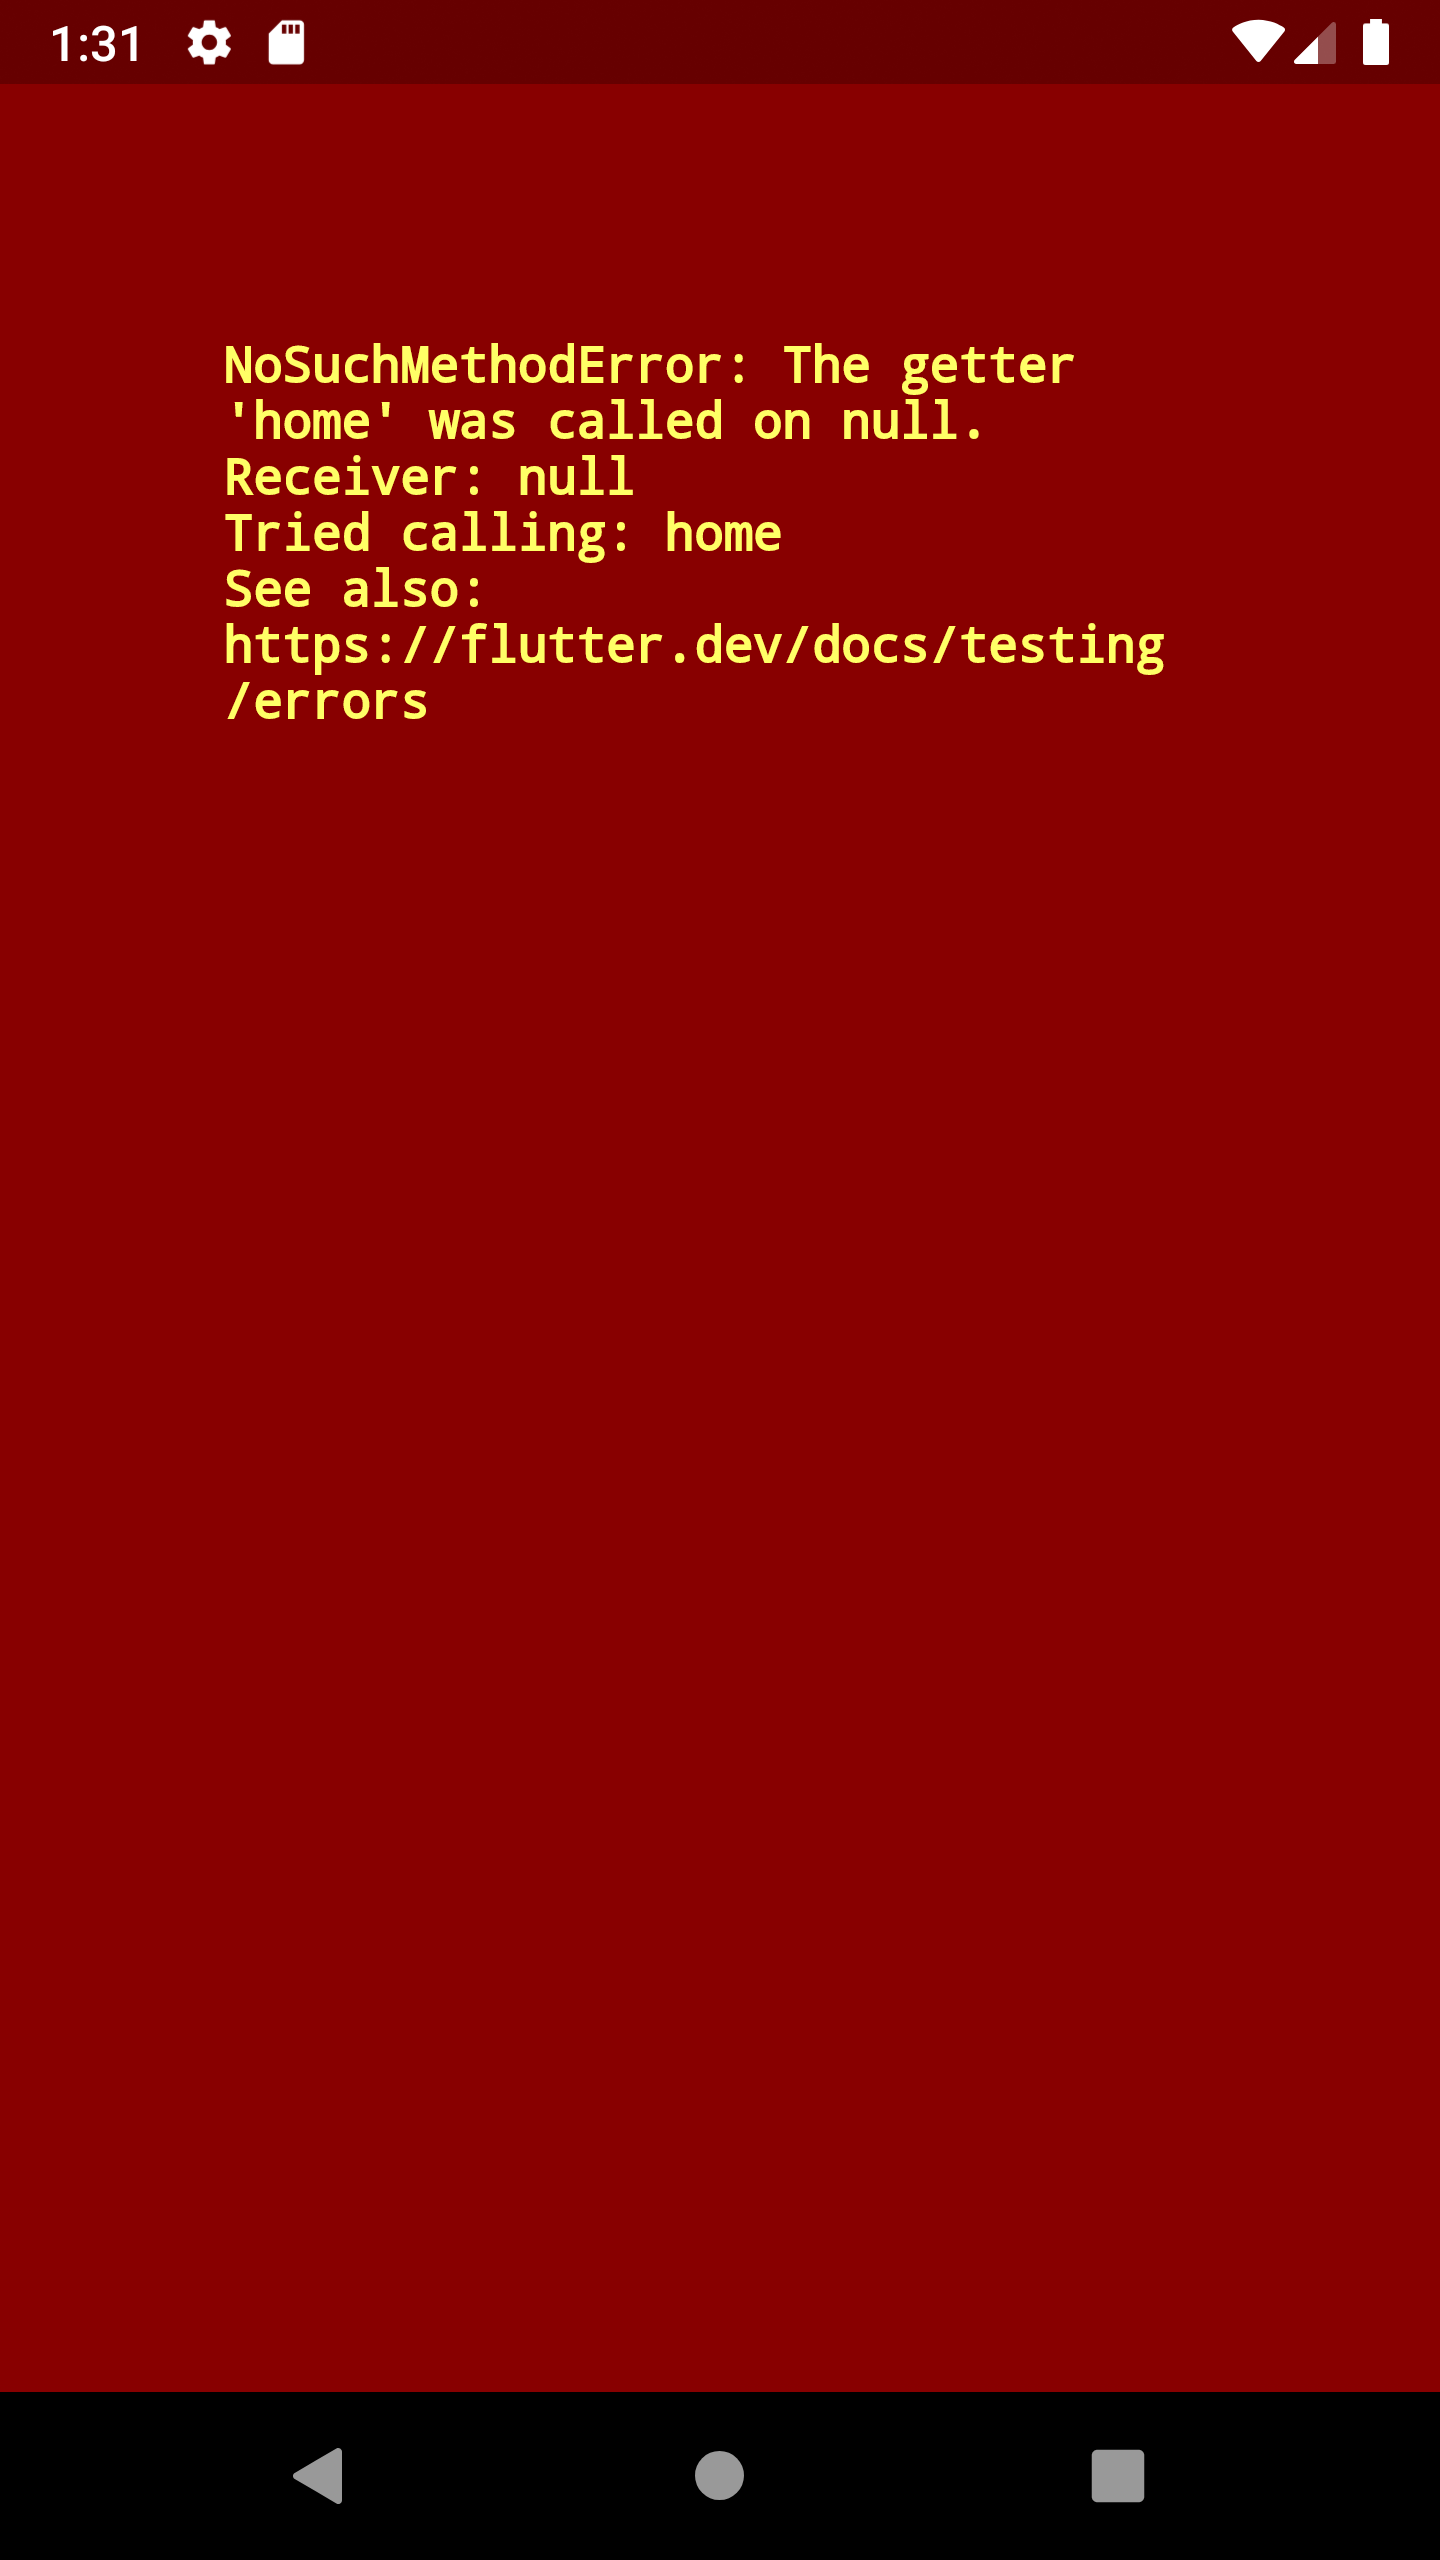 1:31
NoSuchMethodError: The getter
'home' was called on null.
Receiver: null
Tried calling: home
See also:
https://flutter.dev/docs/testing
/errors